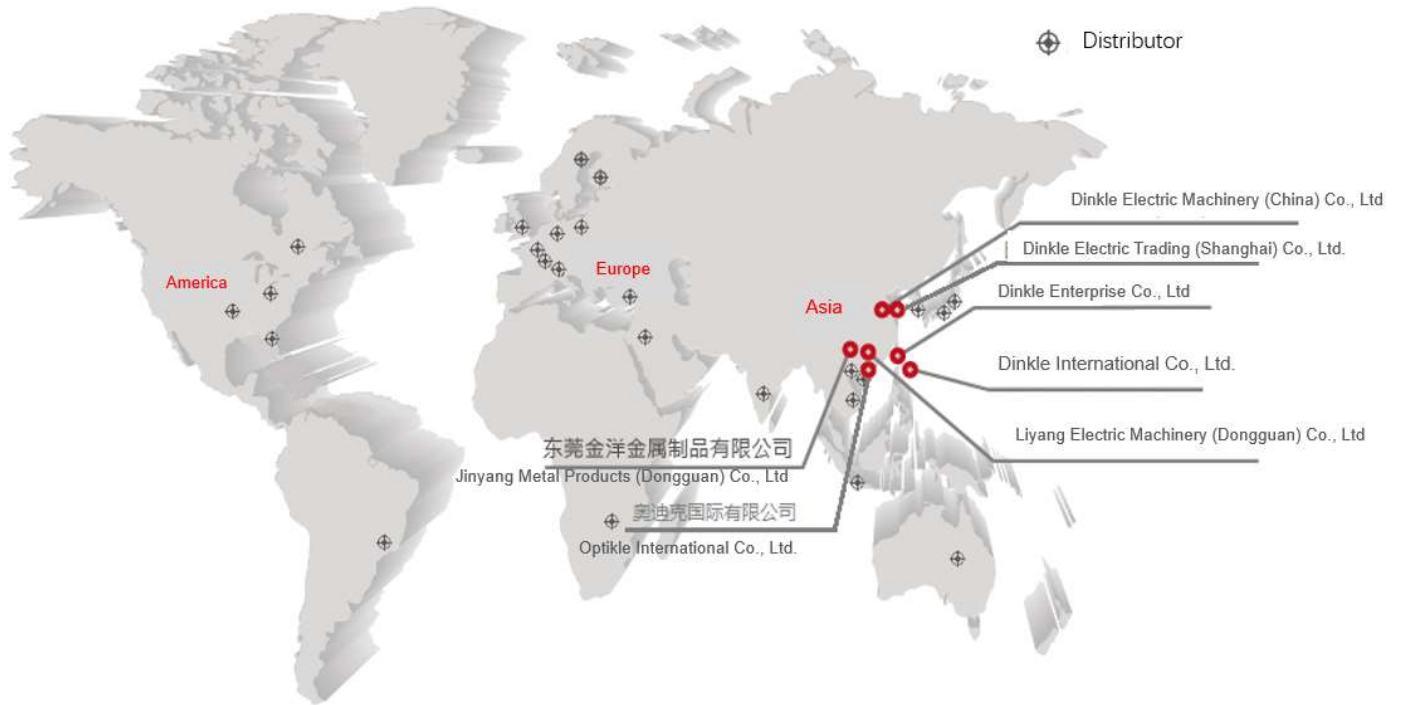 Distributor
Dinkle Electric Machinery (China) Co., Ltd
Dinkle Electric Trading (Shanghai) Co., Ltd.
America
Europe
Dinkle Enterprise Co., Ltd
Asia
Dinkle International Co., Ltd.
Liyang Electric Machinery (Dongguan) Co., Ltd
东莞金洋金属制品有限公司
Jinyang Metal Products (Dongguan) Co., Ltd
奥迪克国际有限公司
Optikle International Co., Ltd.